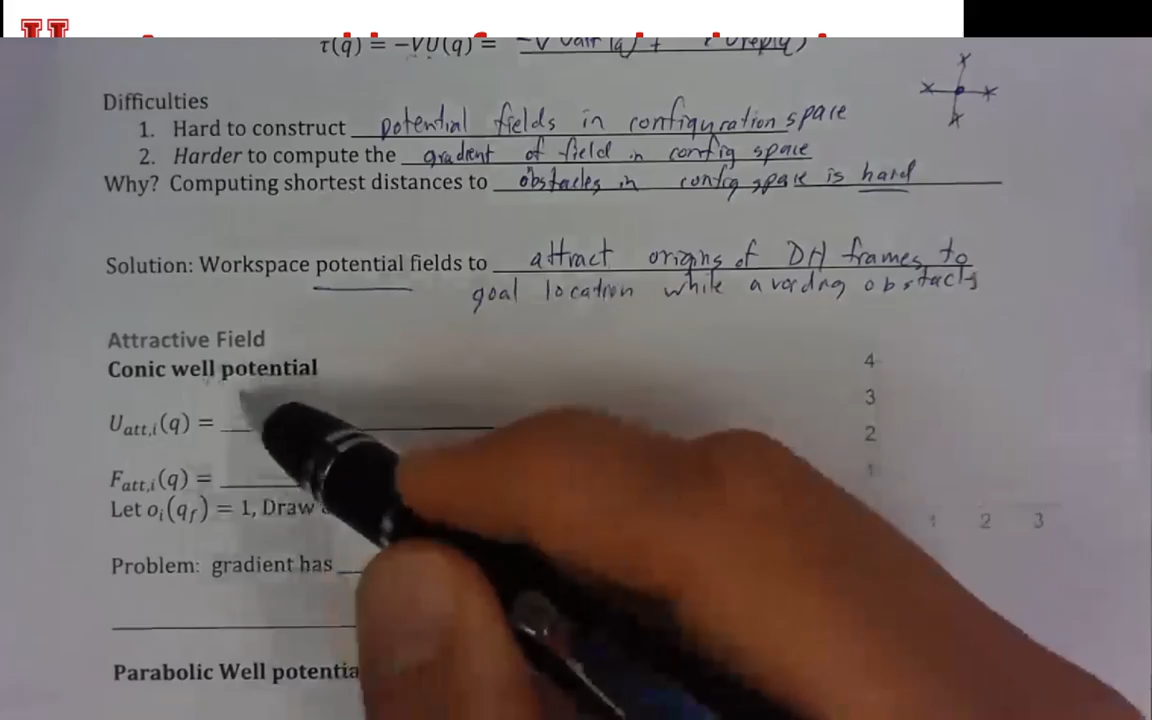 τ(q) = −∇U(q) =
Difficulties
1. Hard to construct potential fields in configuration space
2. Harder to compute the gradient of field in config space
Why? Computing shortest distances to obstacles in config space is hard
Solution: Workspace potential fields to attract origins of DH frames to
goal location while avoiding obstacles
Attractive Field
Conic well potential
U_att,i(q) =
F_att,i(q) =
Let o_i(q_f) = 1, Draw
Problem: gradient has
Parabolic Well potentia
4
3
2
1
1 2 3